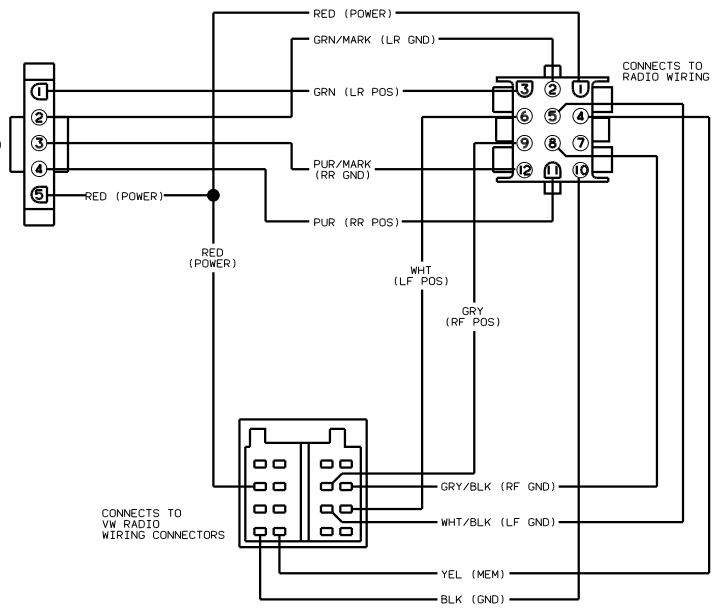 RED (POWER)
GRN/MARK (LR GND)
CONNECTS TO
RADIO WIRING
1
3
2
1
GRN (LR POS)
2
6
5
4
3
9
8
7
PUR/MARK
(RR GND)
4
12
11
10
5
RED (POWER)
PUR (RR POS)
RED
(POWER)
WHT
(LF POS)
GRY
(RF POS)
GRY/BLK (RF GND)
CONNECTS TO
VW RADIO
WIRING CONNECTORS
WHT/BLK (LF GND)
YEL (MEM)
BLK (GND)